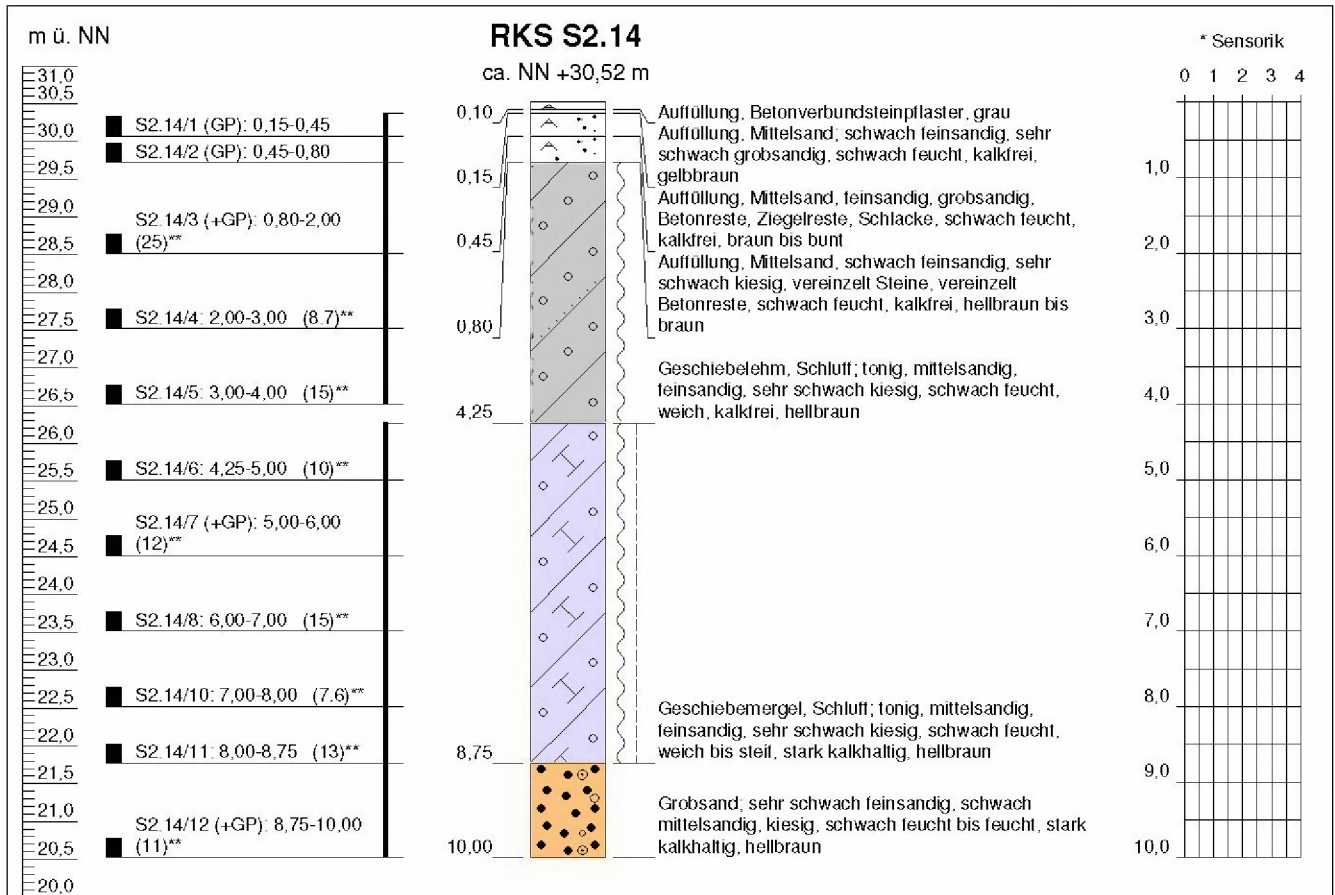 m ü. NN
RKS S2.14
ca. NN +30,52 m
* Sensorik
0 1 2 3 4
31,0
30,5
30,0
29,5
29,0
28,5
28,0
27,5
27,0
26,5
26,0
25,5
25,0
24,5
24,0
23,5
23,0
22,5
22,0
21,5
21,0
20,5
20,0
S2.14/1 (GP): 0,15-0,45
S2.14/2 (GP): 0,45-0,80
S2.14/3 (+GP): 0,80-2,00
(25)**
S2.14/4: 2,00-3,00 (8.7)**
S2.14/5: 3,00-4,00 (15)**
S2.14/6: 4,25-5,00 (10)**
S2.14/7 (+GP): 5,00-6,00
(12)**
S2.14/8: 6,00-7,00 (15)**
S2.14/10: 7,00-8,00 (7.6)**
S2.14/11: 8,00-8,75 (13)**
S2.14/12 (+GP): 8,75-10,00
(11)**
0,10
0,15
0,45
0,80
4,25
8,75
10,00
Auffüllung, Betonverbundsteinpflaster, grau
Auffüllung, Mittelsand; schwach feinsandig, sehr
schwach grobsandig, schwach feucht, kalkfrei,
gelbbraun
Auffüllung, Mittelsand, feinsandig, grobsandig,
Betonreste, Ziegelreste, Schlacke, schwach feucht,
kalkfrei, braun bis bunt
Auffüllung, Mittelsand, schwach feinsandig, sehr
schwach kiesig, vereinzelt Steine, vereinzelt
Betonreste, schwach feucht, kalkfrei, hellbraun bis
braun
Geschiebelehm, Schluff; tonig, mittelsandig,
feinsandig, sehr schwach kiesig, schwach feucht,
weich, kalkfrei, hellbraun
Geschiebemergel, Schluff; tonig, mittelsandig,
feinsandig, sehr schwach kiesig, schwach feucht,
weich bis steif, stark kalkhaltig, hellbraun
Grobsand; sehr schwach feinsandig, schwach
mittelsandig, kiesig, schwach feucht bis feucht, stark
kalkhaltig, hellbraun
1,0
2,0
3,0
4,0
5,0
6,0
7,0
8,0
9,0
10,0